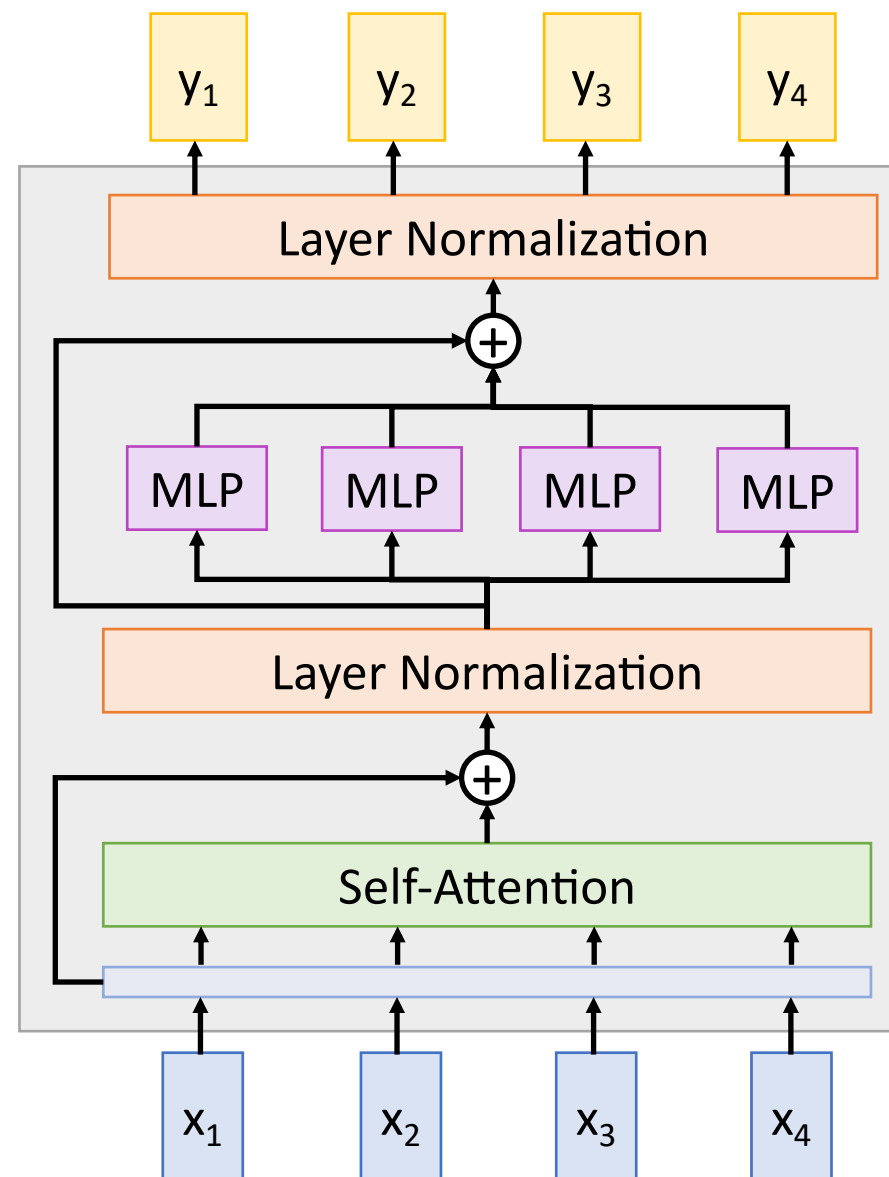 y₁ y₂ y₃ y₄
Layer Normalization
+
MLP MLP MLP MLP
Layer Normalization
+
Self-Attention
x₁ x₂ x₃ x₄